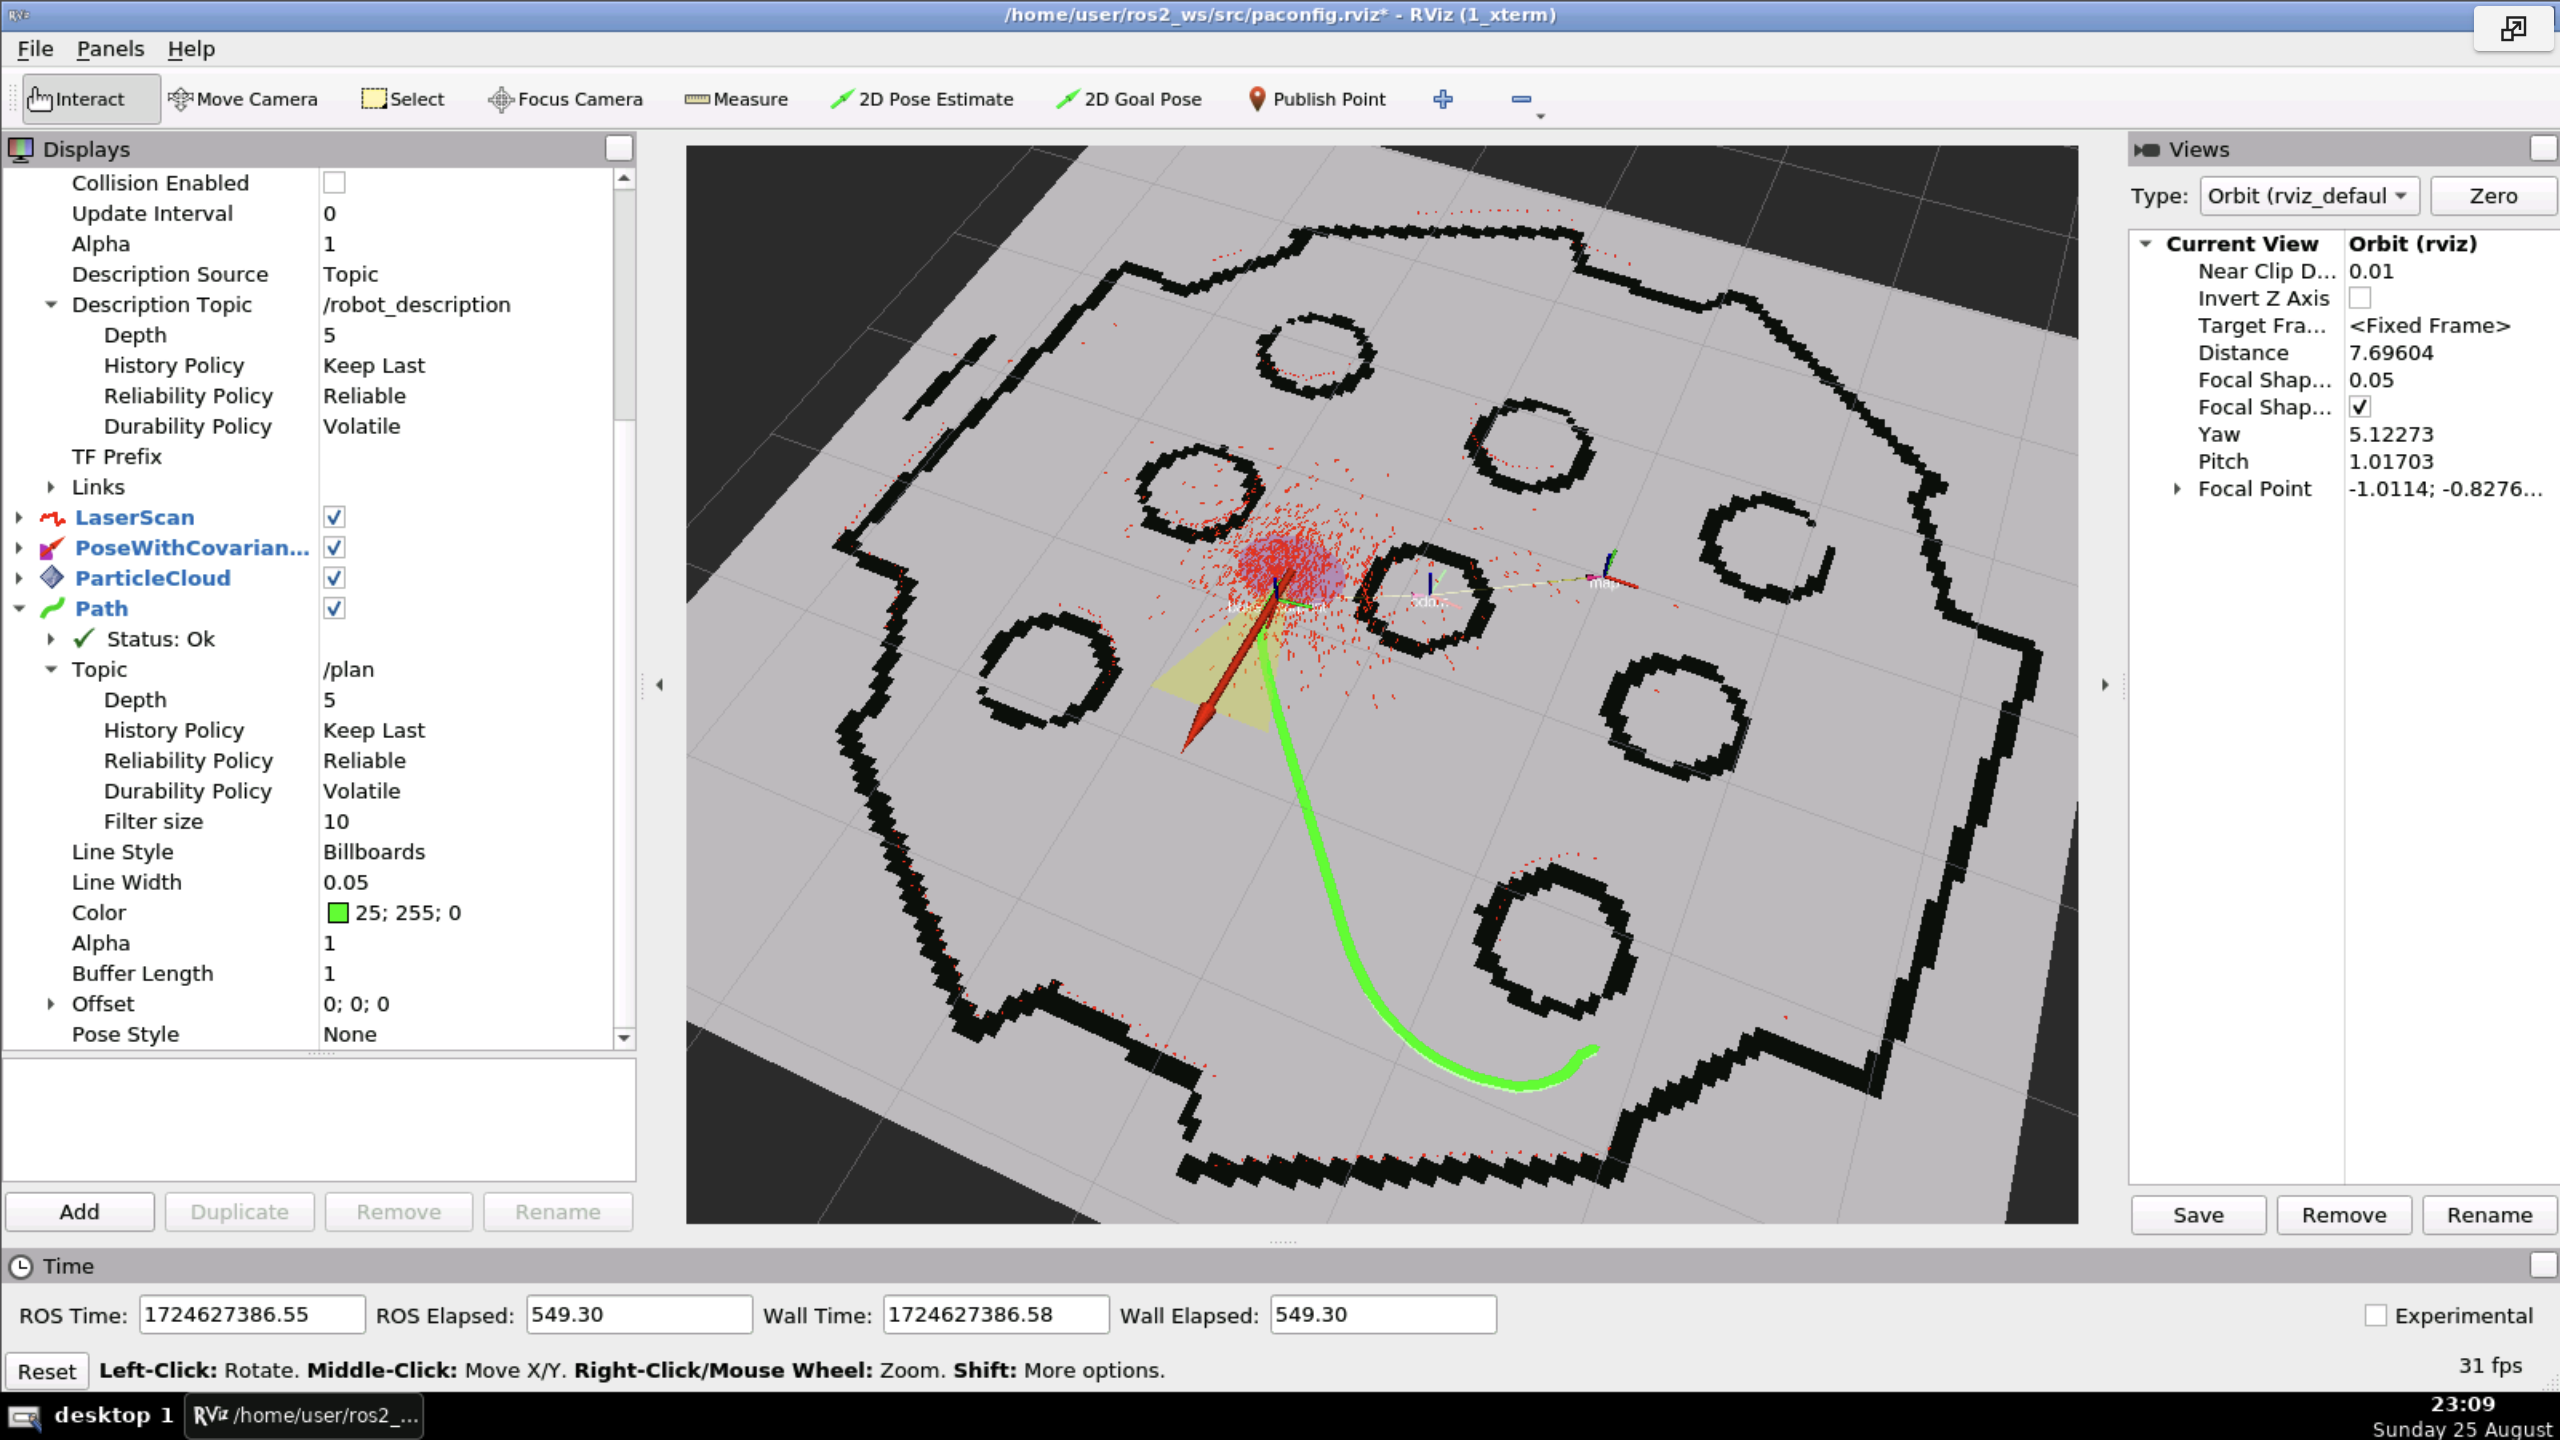 RViz
/home/user/ros2_ws/src/paconfig.rviz* - RViz (1_xterm)
File Panels Help
Interact Move Camera Select Focus Camera Measure 2D Pose Estimate 2D Goal Pose Publish Point
Displays
Collision Enabled
Update Interval 0
Alpha 1
Description Source Topic
Description Topic /robot_description
Depth 5
History Policy Keep Last
Reliability Policy Reliable
Durability Policy Volatile
TF Prefix
Links
LaserScan
PoseWithCovarian...
ParticleCloud
Path
Status: Ok
Topic /plan
Depth 5
History Policy Keep Last
Reliability Policy Reliable
Durability Policy Volatile
Filter size 10
Line Style Billboards
Line Width 0.05
Color 25; 255; 0
Alpha 1
Buffer Length 1
Offset 0; 0; 0
Pose Style None
Add Duplicate Remove Rename
map
Views
Type: Orbit (rviz_defaul Zero
Current View Orbit (rviz)
Near Clip D... 0.01
Invert Z Axis
Target Fra... <Fixed Frame>
Distance 7.69604
Focal Shap... 0.05
Focal Shap...
Yaw 5.12273
Pitch 1.01703
Focal Point -1.0114; -0.8276...
Save Remove Rename
Time
ROS Time: 1724627386.55 ROS Elapsed: 549.30 Wall Time: 1724627386.58 Wall Elapsed: 549.30 Experimental
Reset Left-Click: Rotate. Middle-Click: Move X/Y. Right-Click/Mouse Wheel: Zoom. Shift: More options. 31 fps
desktop 1 RViz /home/user/ros2_...
23:09
Sunday 25 August